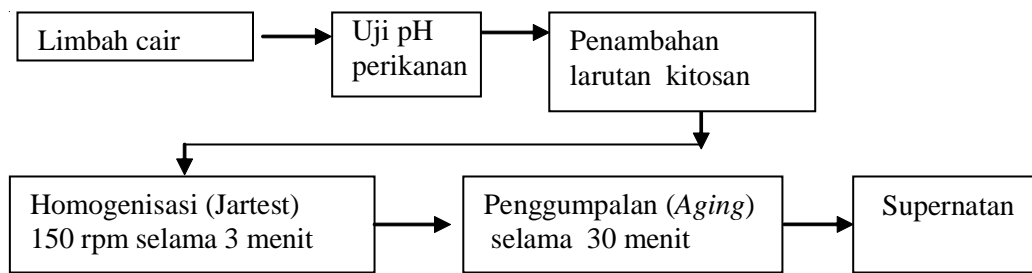 Limbah cair
Uji pH
perikanan
Penambahan
larutan kitosan
Homogenisasi (Jartest)
150 rpm selama 3 menit
Penggumpalan (Aging)
selama 30 menit
Supernatan